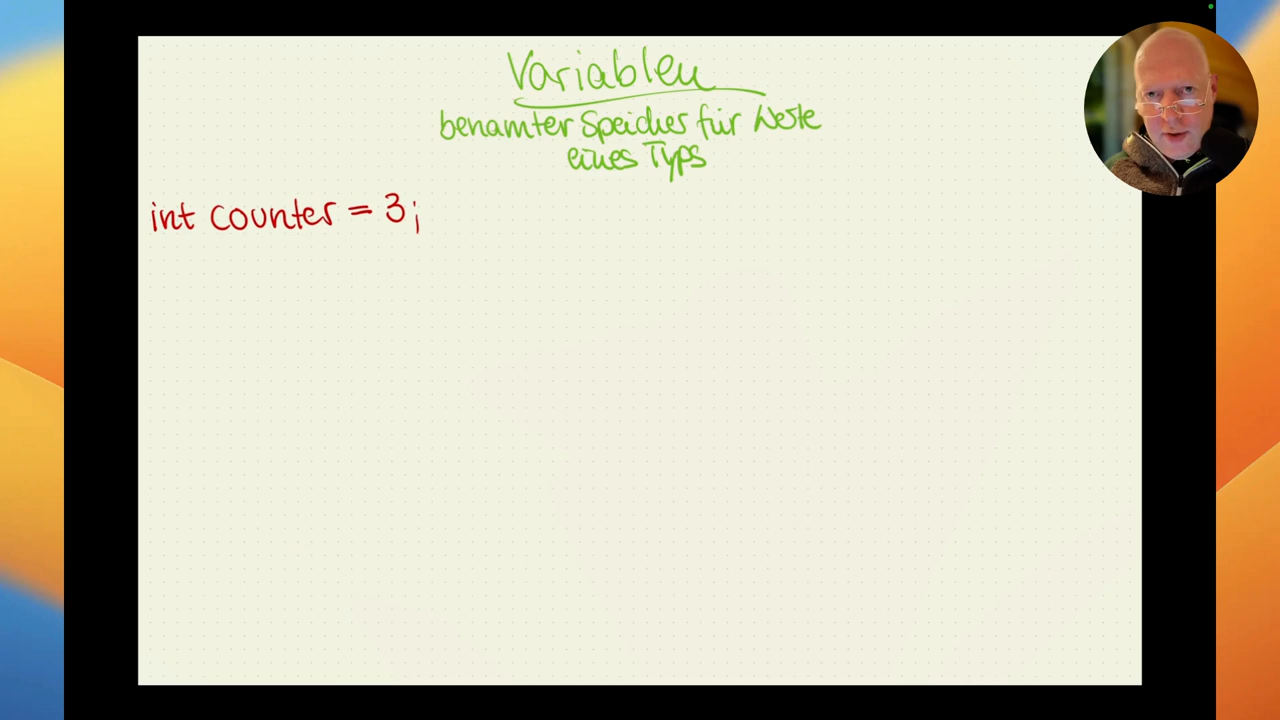 Variablen
benamter Speicher für Werte
eines Typs
int counter = 3;